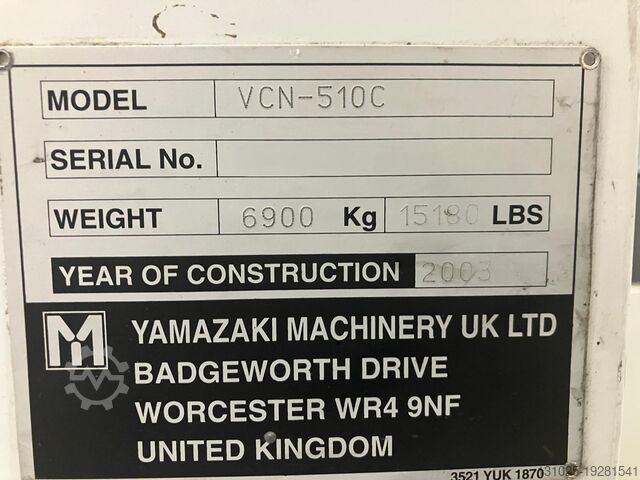 MODEL VCN-510C
SERIAL No.
WEIGHT 6900 Kg 15180 LBS
YEAR OF CONSTRUCTION 2003
YAMAZAKI MACHINERY UK LTD
BADGEWORTH DRIVE
WORCESTER WR4 9NF
UNITED KINGDOM
3521 YUK 1870
-19281541